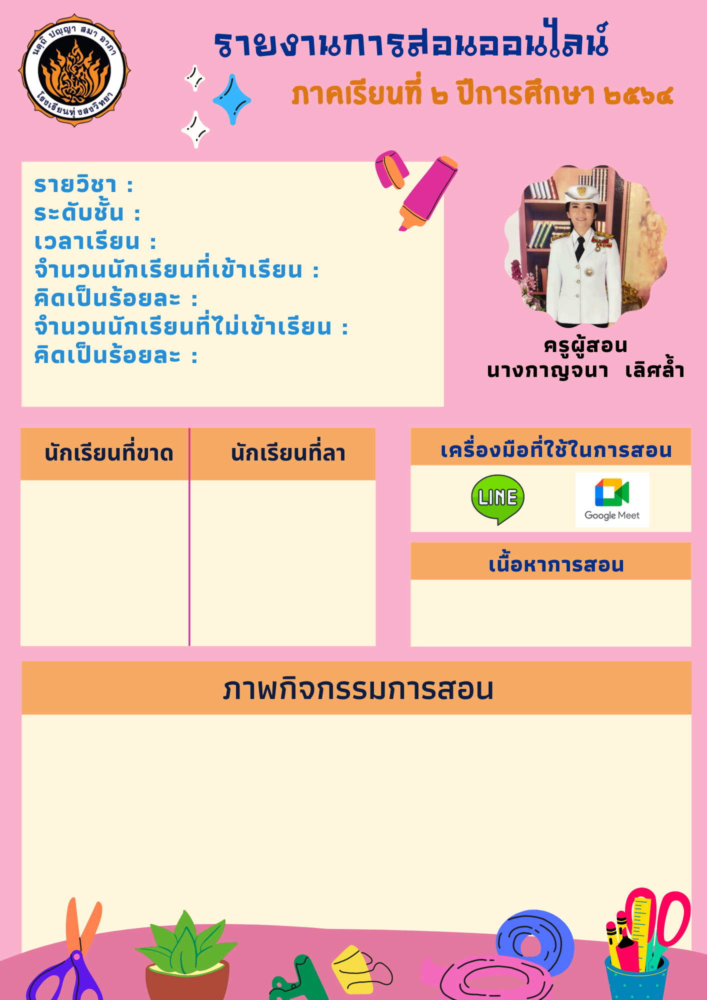 นตฺถิ ปญฺญา สมา อาภา
โรงเรียนทุ่งสงวิทยา
รายงานการสอนออนไลน์
ภาคเรียนที่ ๒ ปีการศึกษา ๒๕๖๔
รายวิชา :
ระดับชั้น :
เวลาเรียน :
จำนวนนักเรียนที่เข้าเรียน :
คิดเป็นร้อยละ :
จำนวนนักเรียนที่ไม่เข้าเรียน :
คิดเป็นร้อยละ :
ครูผู้สอน
นางกาญจนา เลิศล้ำ
นักเรียนที่ขาด
นักเรียนที่ลา
เครื่องมือที่ใช้ในการสอน
LINE
Google Meet
เนื้อหาการสอน
ภาพกิจกรรมการสอน